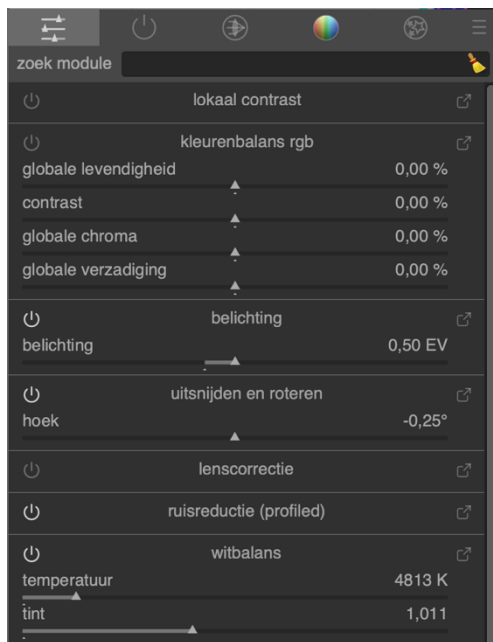 zoek module
lokaal contrast
kleurenbalans rgb
globale levendigheid 0,00 %
contrast 0,00 %
globale chroma 0,00 %
globale verzadiging 0,00 %
belichting
belichting 0,50 EV
uitsnijden en roteren
hoek -0,25°
lenscorrectie
ruisreductie (profiled)
witbalans
temperatuur 4813 K
tint 1,011